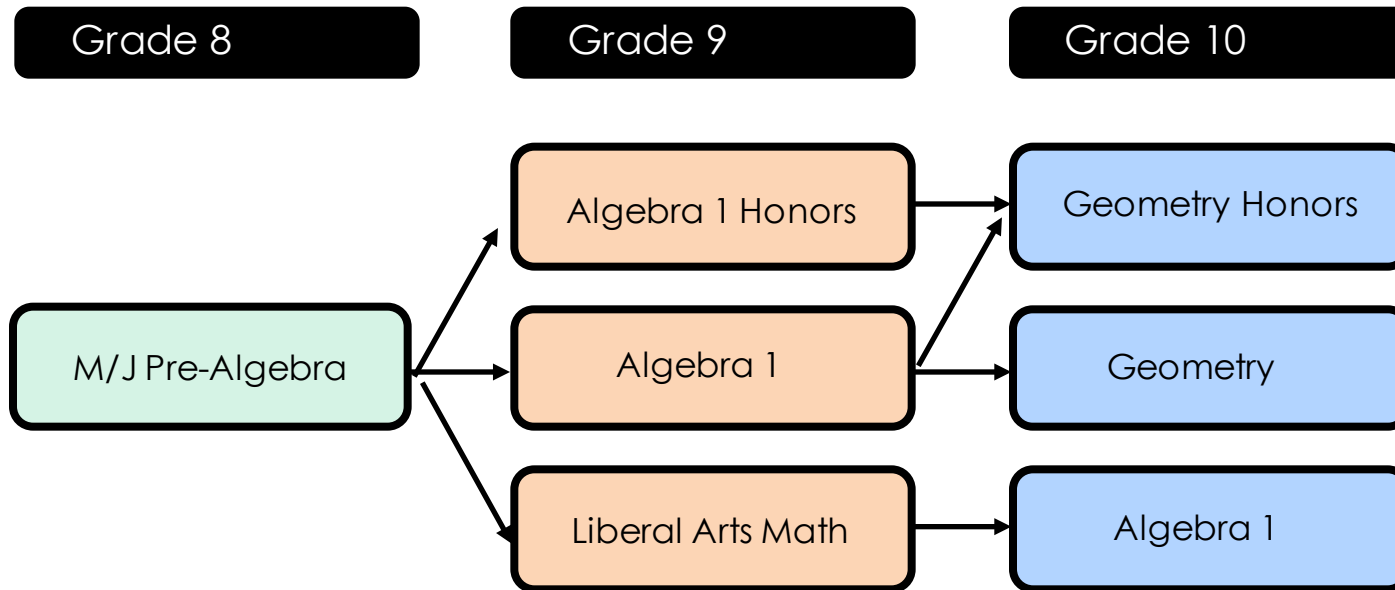 Grade 8
Grade 9
Grade 10
Algebra 1 Honors
Geometry Honors
M/J Pre-Algebra
Algebra 1
Geometry
Liberal Arts Math
Algebra 1